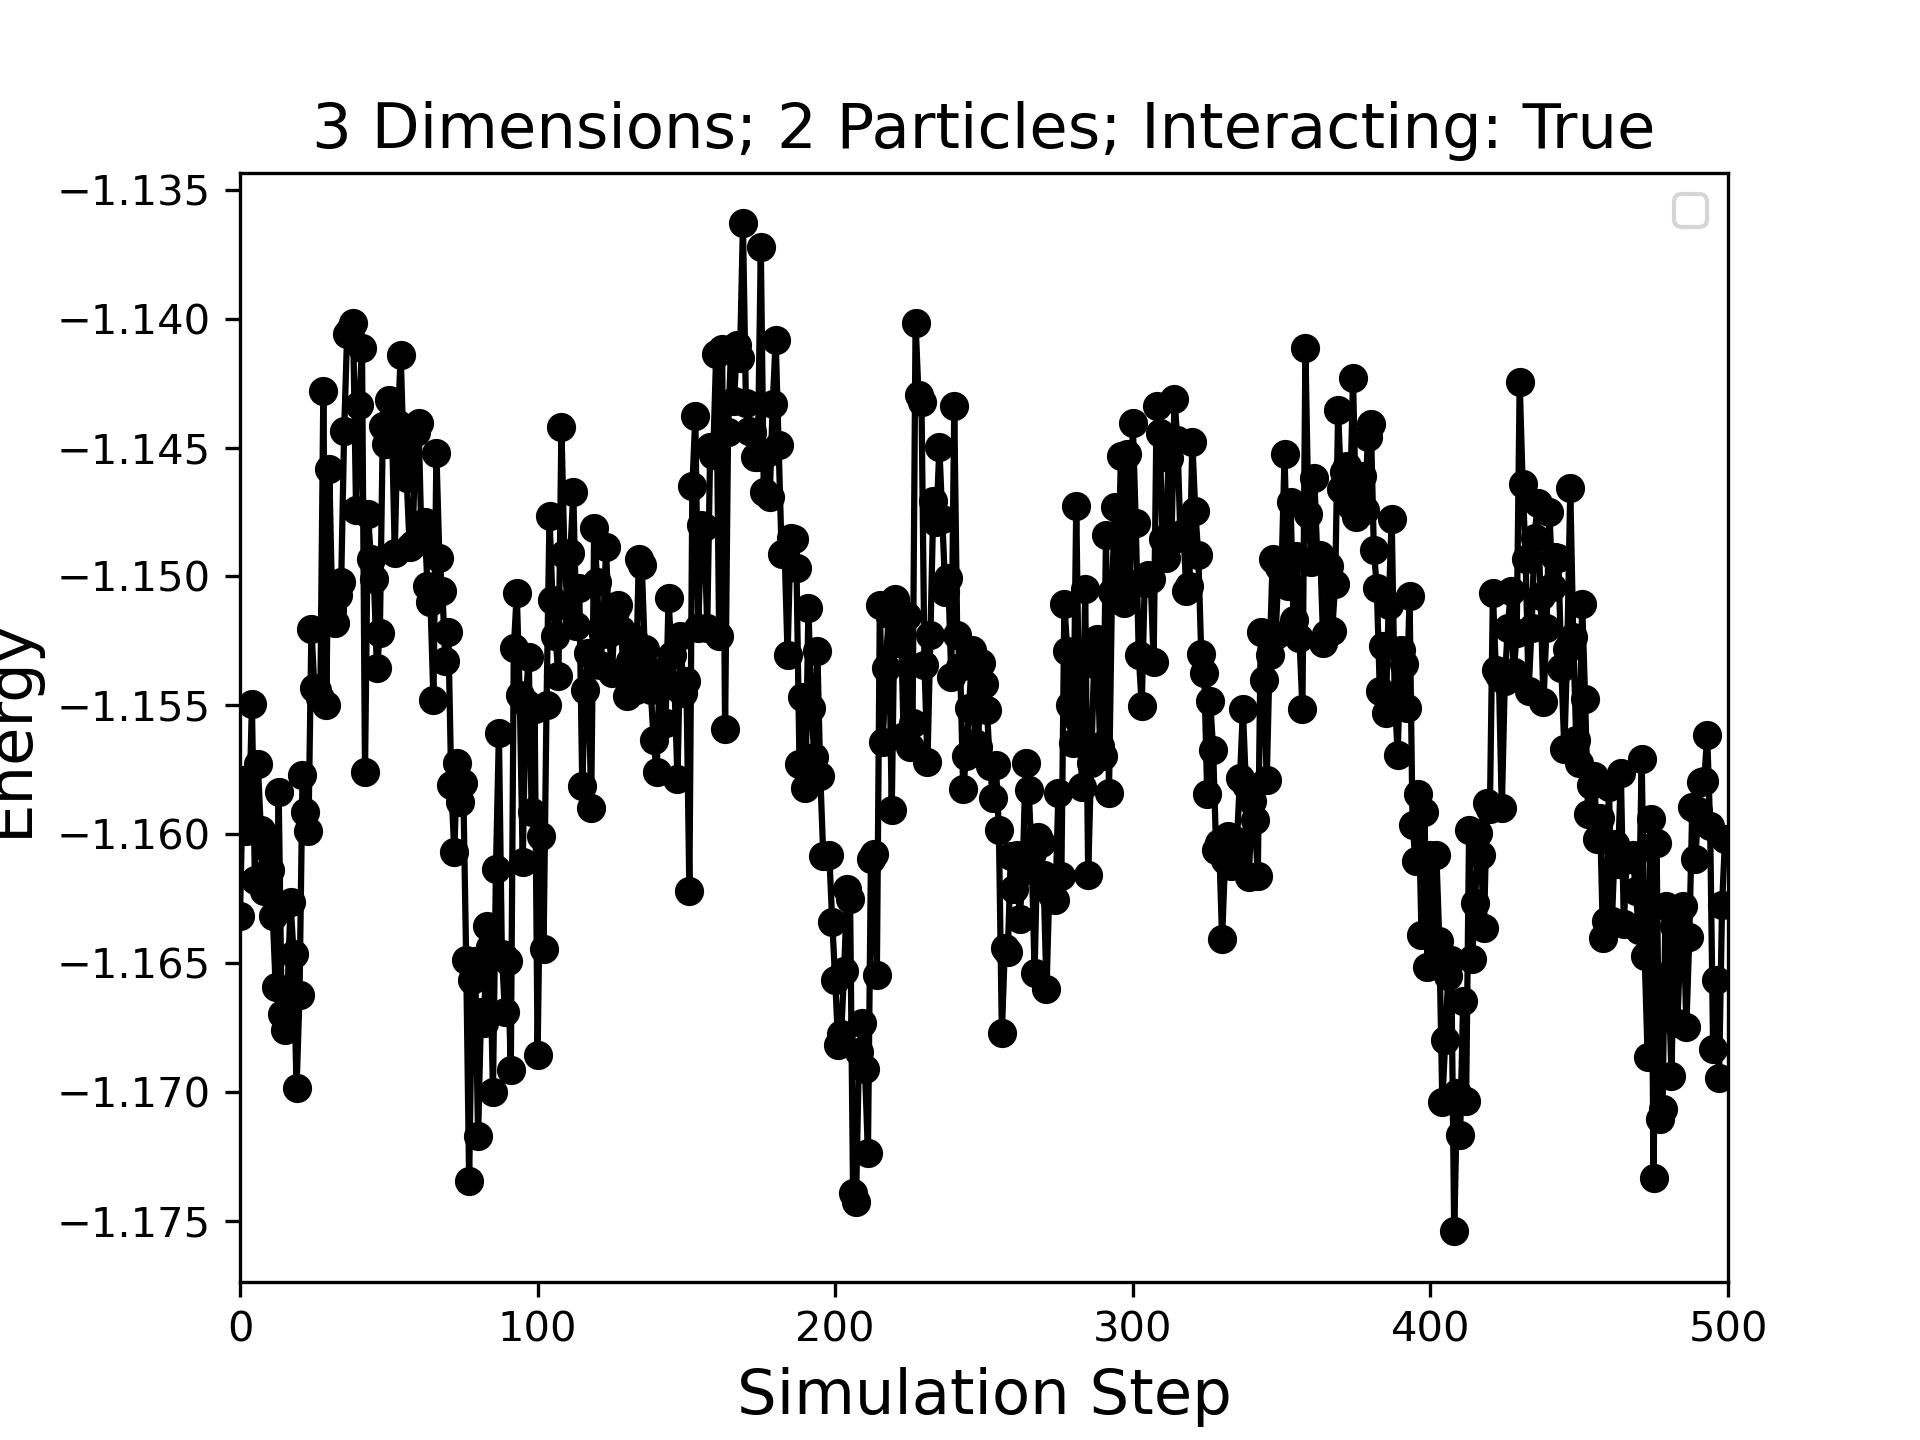 3 Dimensions; 2 Particles; Interacting: True
−1.135
−1.140
−1.145
−1.150
−1.155
−1.160
−1.165
−1.170
−1.175
Energy
0 100 200 300 400 500
Simulation Step